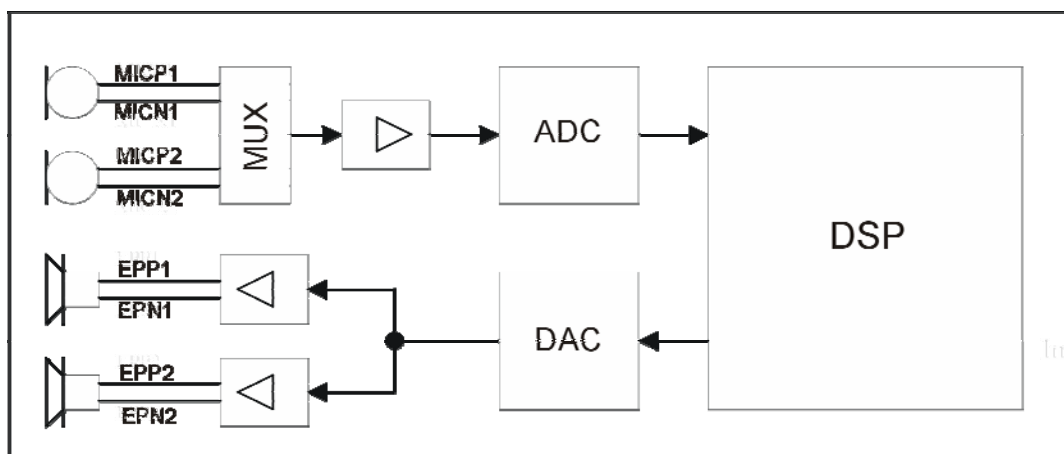 MICP1
MICN1
MICP2
MICN2
MUX
ADC
DSP
EPP1
EPN1
EPP2
EPN2
DAC